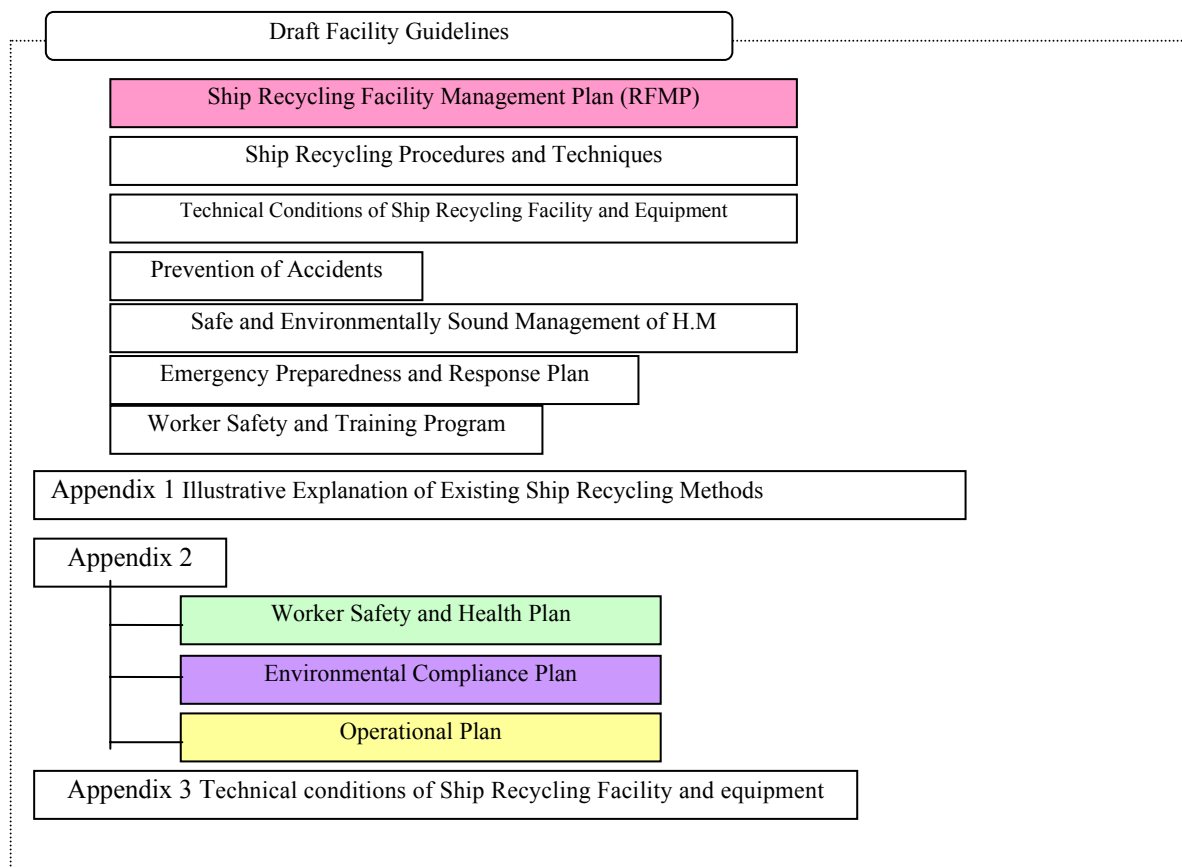 Draft Facility Guidelines
Ship Recycling Facility Management Plan (RFMP)
Ship Recycling Procedures and Techniques
Technical Conditions of Ship Recycling Facility and Equipment
Prevention of Accidents
Safe and Environmentally Sound Management of H.M
Emergency Preparedness and Response Plan
Worker Safety and Training Program
Appendix 1 Illustrative Explanation of Existing Ship Recycling Methods
Appendix 2
Worker Safety and Health Plan
Environmental Compliance Plan
Operational Plan
Appendix 3 Technical conditions of Ship Recycling Facility and equipment